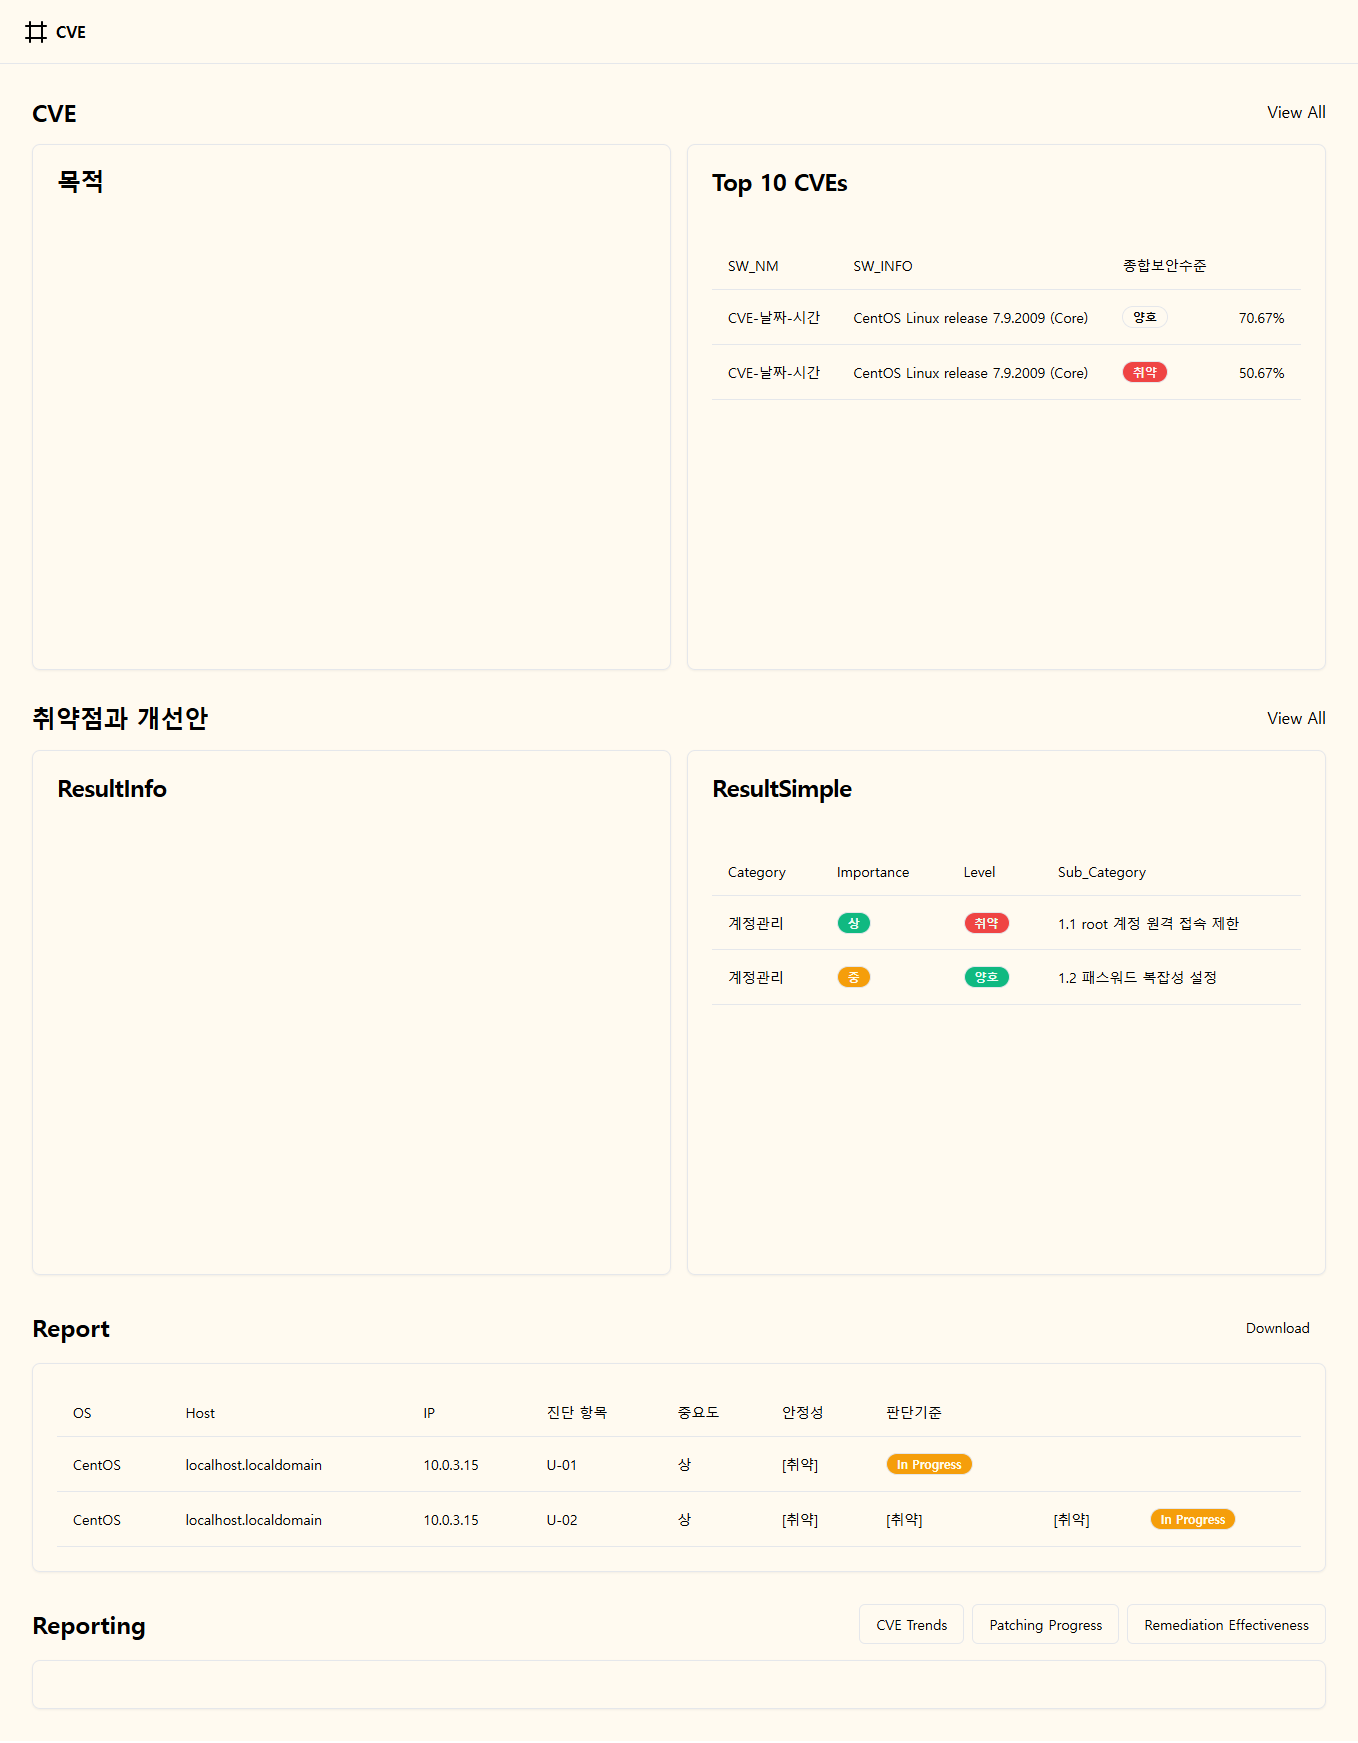 CVE
CVE
View All
목적
Top 10 CVEs
SW_NM SW_INFO 종합보안수준
CVE-날짜-시간 CentOS Linux release 7.9.2009 (Core) 양호 70.67%
CVE-날짜-시간 CentOS Linux release 7.9.2009 (Core) 취약 50.67%
취약점과 개선안
View All
ResultInfo
ResultSimple
Category Importance Level Sub_Category
계정관리 상 취약 1.1 root 계정 원격 접속 제한
계정관리 중 양호 1.2 패스워드 복잡성 설정
Report
Download
OS Host IP 진단 항목 중요도 안정성 판단기준
CentOS localhost.localdomain 10.0.3.15 U-01 상 [취약] In Progress
CentOS localhost.localdomain 10.0.3.15 U-02 상 [취약] [취약] [취약] In Progress
Reporting
CVE Trends Patching Progress Remediation Effectiveness